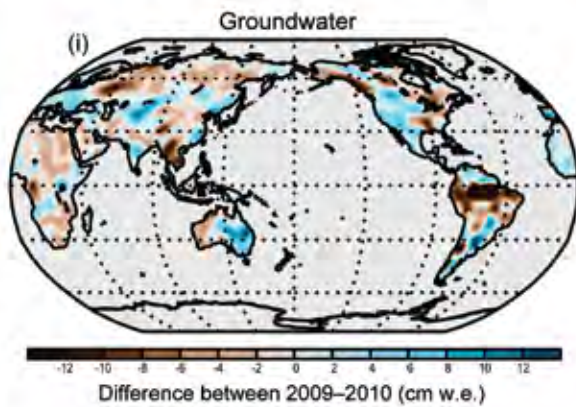 Groundwater
(i)
-12 -10 -8 -6 -4 -2 0 2 4 6 8 10 12
Difference between 2009–2010 (cm w.e.)